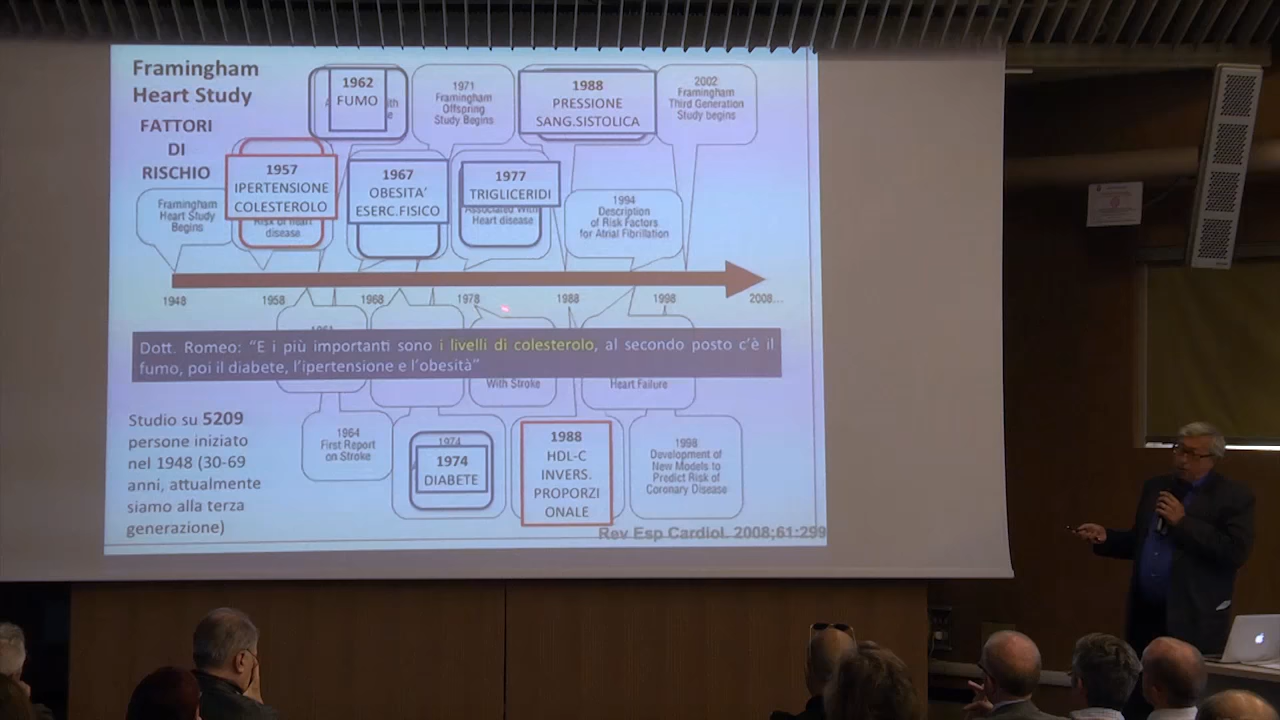 Framingham
Heart Study
FATTORI
DI
RISCHIO
1962
FUMO
1971
Framingham
Offspring
Study Begins
1988
PRESSIONE
SANG.SISTOLICA
2002
Framingham
Third Generation
Study begins
1957
IPERTENSIONE
COLESTEROLO
Risk of heart
disease
1967
OBESITA'
ESERC.FISICO
1977
TRIGLICERIDI
Associated With
Heart disease
Framingham
Heart Study
Begins
1994
Description
of Risk Factors
for Atrial Fibrillation
1948
1958
1968
1978
1988
1998
2008...
Dott. Romeo: "E i più importanti sono i livelli di colesterolo, al secondo posto c'è il
fumo, poi il diabete, l'ipertensione e l'obesità"
With Stroke
Heart Failure
Studio su 5209
persone iniziato
nel 1948 (30-69
anni, attualmente
siamo alla terza
generazione)
1964
First Report
on Stroke
1974
1974
DIABETE
1988
HDL-C
INVERS.
PROPORZI
ONALE
1998
Development of
New Models to
Predict Risk of
Coronary Disease
Rev Esp Cardiol. 2008;61:299